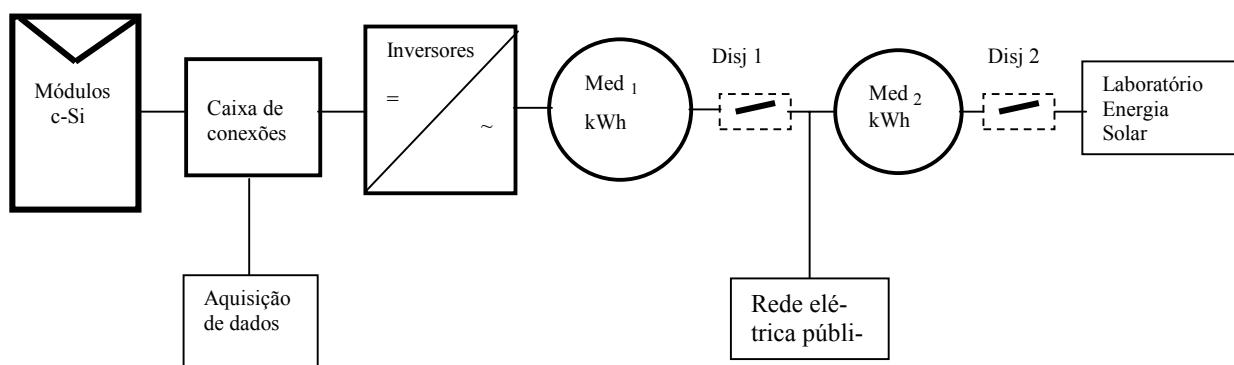 Módulos
c-Si
Caixa de
conexões
Inversores
=
~
Med 1
kWh
Disj 1
Med 2
kWh
Disj 2
Laboratório
Energia
Solar
Aquisição
de dados
Rede elé-
trica públi-